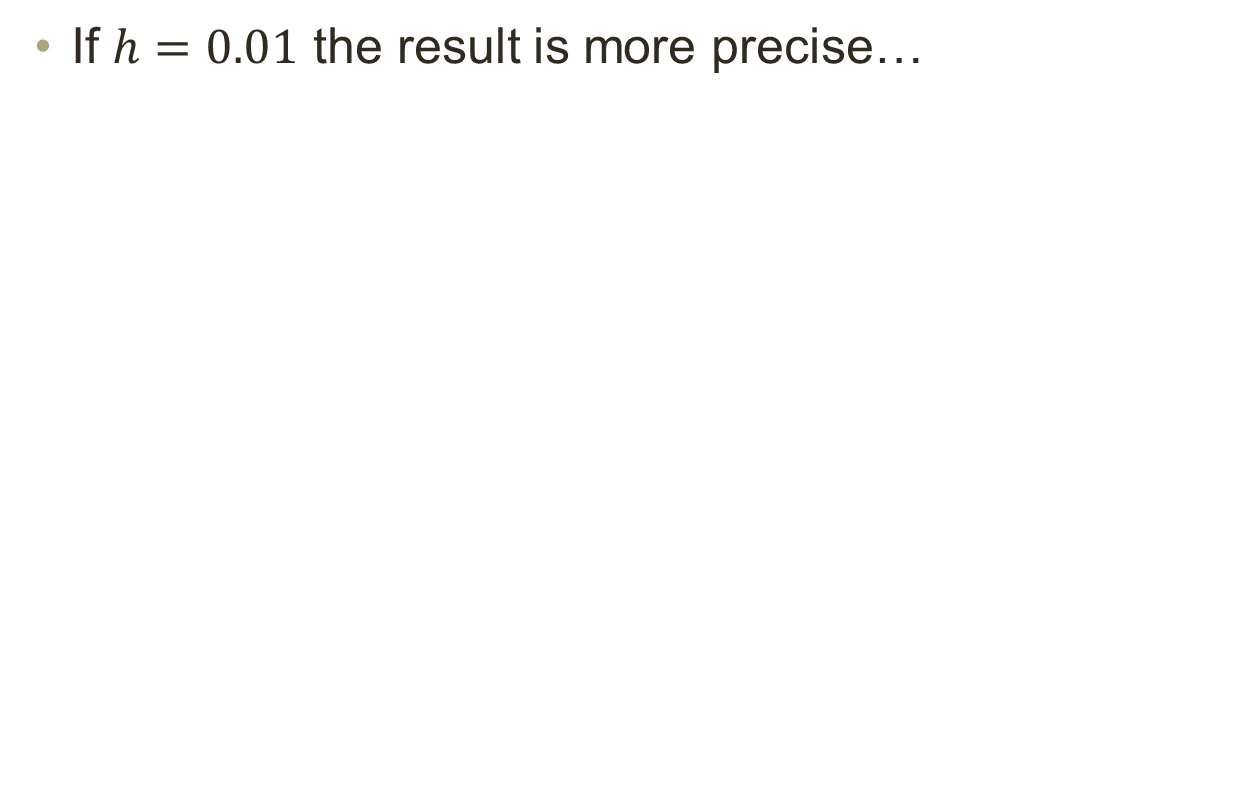 • If ℎ = 0.01 the result is more precise…